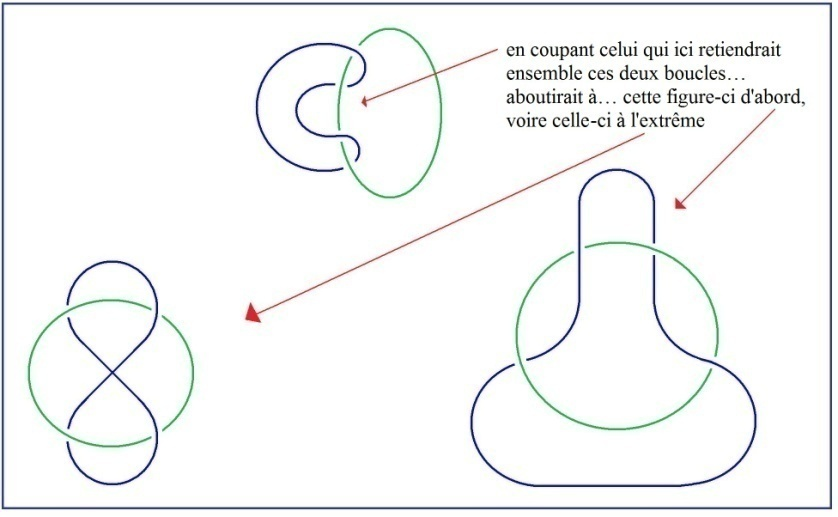 en coupant celui qui ici retiendrait
ensemble ces deux boucles…
aboutirait à… cette figure-ci d'abord,
voire celle-ci à l'extrême